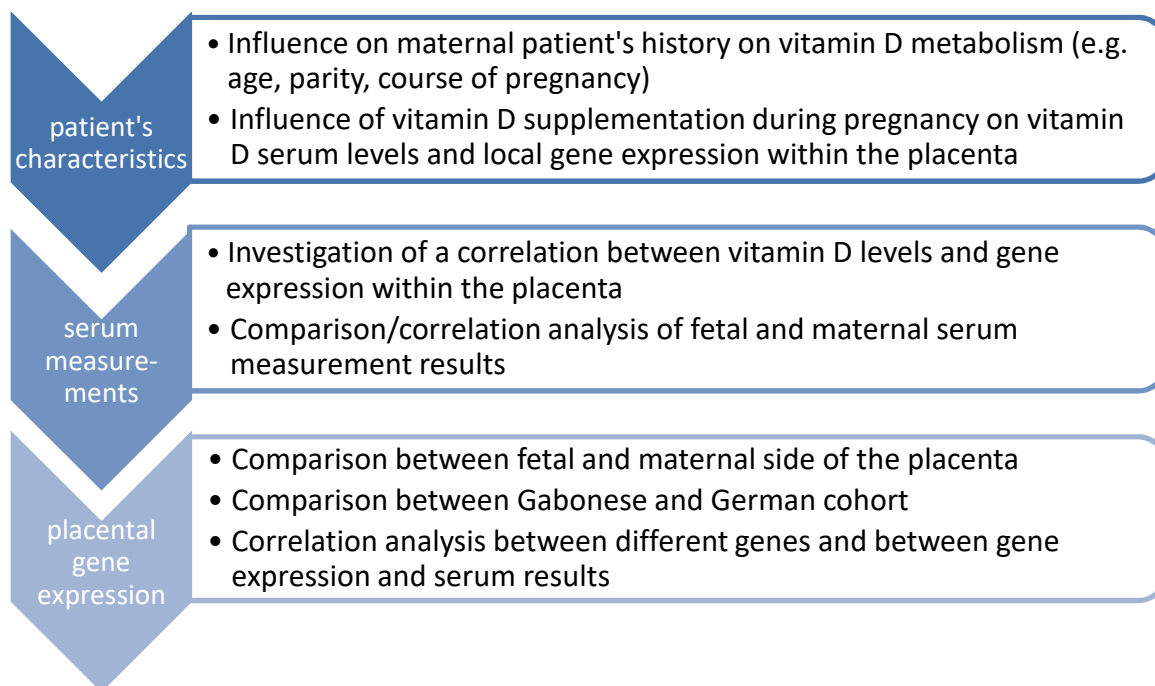 patient's
characteristics
• Influence on maternal patient's history on vitamin D metabolism (e.g.
age, parity, course of pregnancy)
• Influence of vitamin D supplementation during pregnancy on vitamin
D serum levels and local gene expression within the placenta
serum
measure-
ments
• Investigation of a correlation between vitamin D levels and gene
expression within the placenta
• Comparison/correlation analysis of fetal and maternal serum
measurement results
placental
gene
expression
• Comparison between fetal and maternal side of the placenta
• Comparison between Gabonese and German cohort
• Correlation analysis between different genes and between gene
expression and serum results